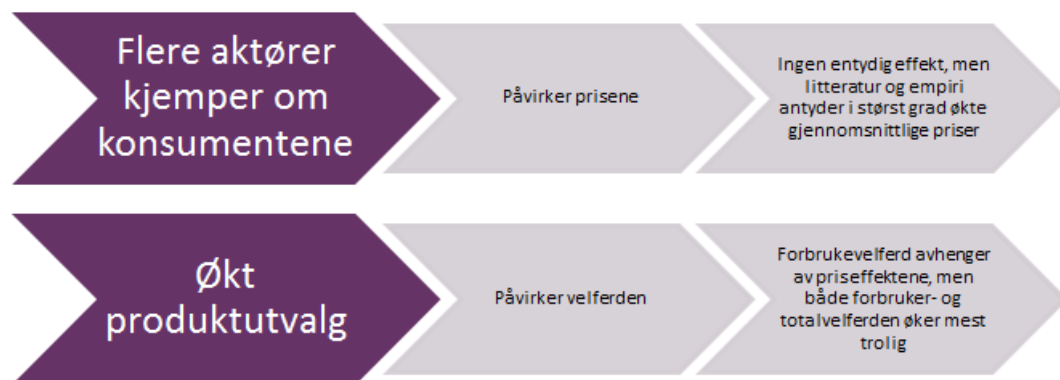 Flere aktører
kjemper om
konsumentene
Påvirker prisene
Ingen entydig effekt, men
litteratur og empiri
antyder i størst grad økte
gjennomsnittlige priser
Økt
produktutvalg
Påvirker velferden
Forbrukevelferd avhenger
av priseffektene, men
både forbruker- og
totalvelferden øker mest
trolig